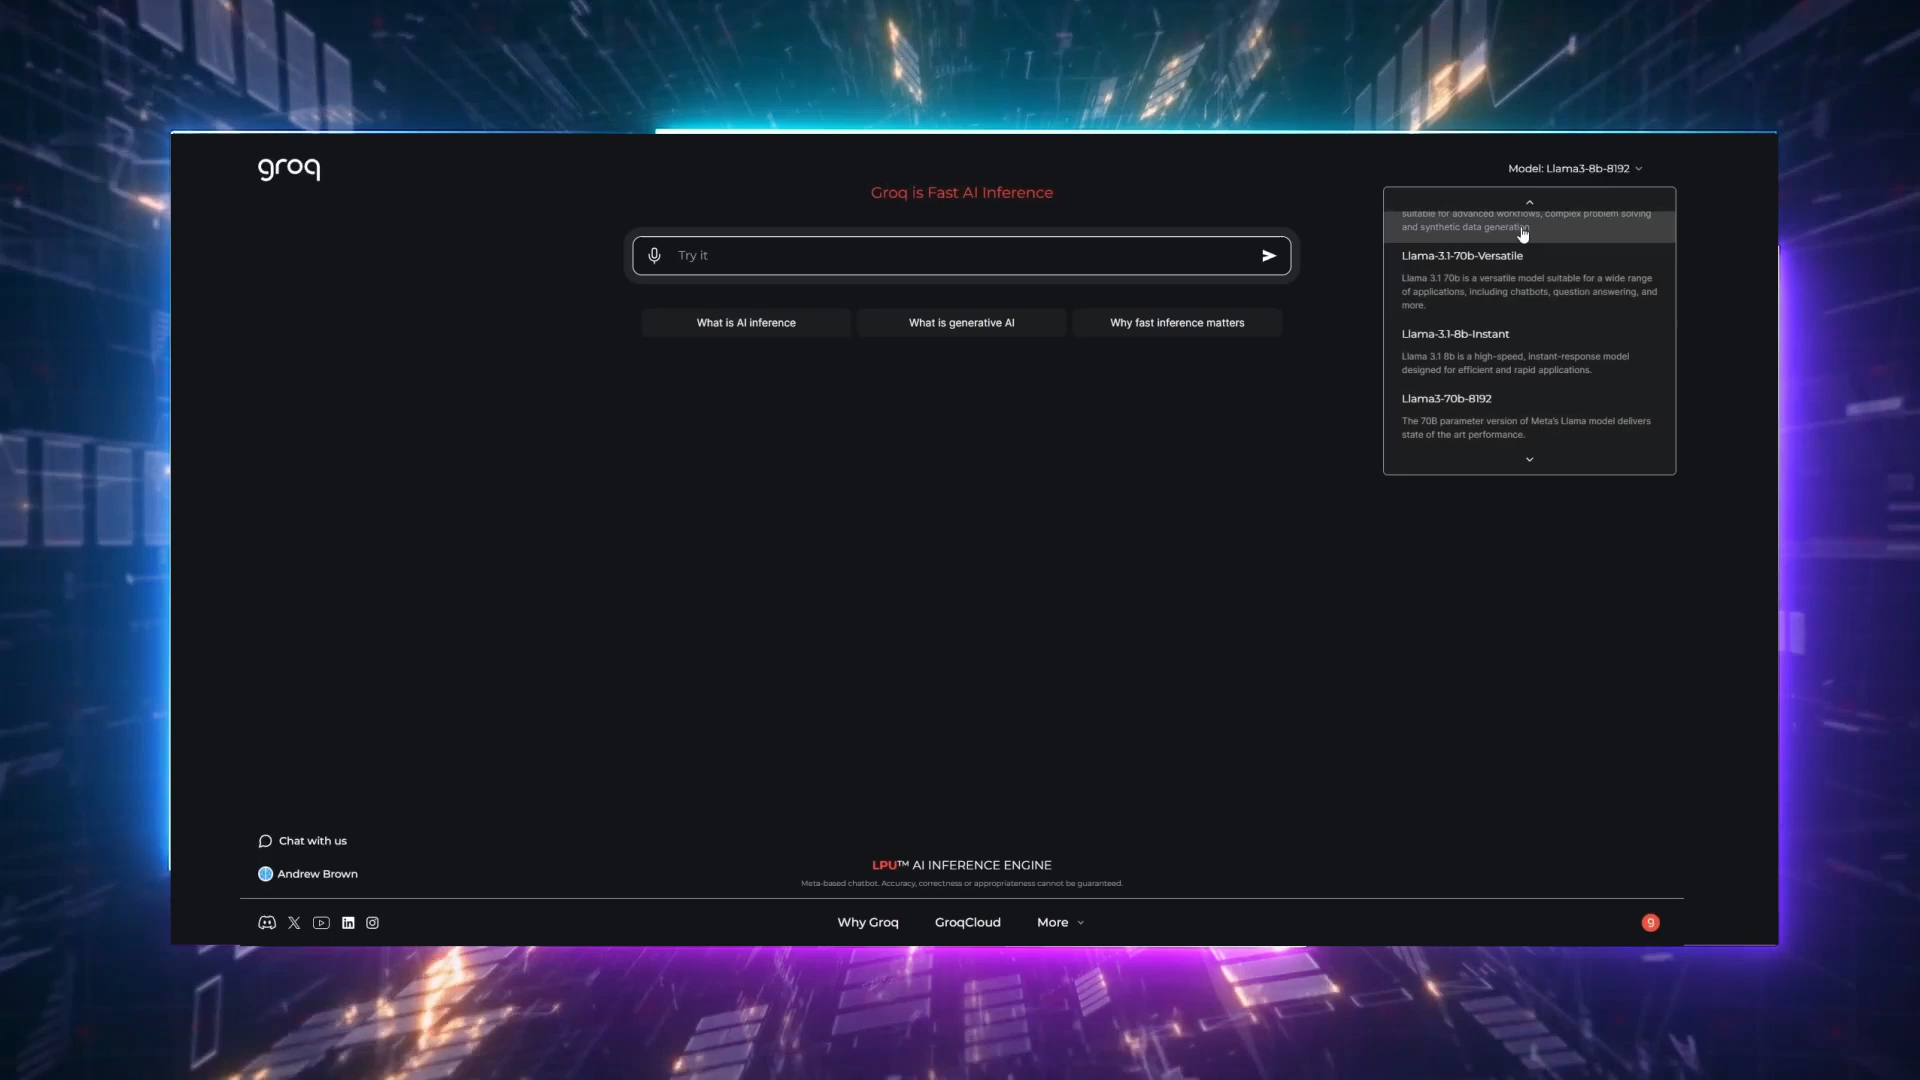 groq
Model: Llama3-8b-8192
Groq is Fast AI Inference
Try it
What is AI inference
What is generative AI
Why fast inference matters
suitable for advanced workflows, complex problem solving
and synthetic data generation
Llama-3.1-70b-Versatile
Llama 3.1 70b is a versatile model suitable for a wide range
of applications, including chatbots, question answering, and
more.
Llama-3.1-8b-Instant
Llama 3.1 8b is a high-speed, instant-response model
designed for efficient and rapid applications.
Llama3-70b-8192
The 70B parameter version of Meta's Llama model delivers
state of the art performance.
Chat with us
Andrew Brown
LPU™ AI INFERENCE ENGINE
Meta-based chatbot. Accuracy, correctness or appropriateness cannot be guaranteed.
Why Groq
GroqCloud
More
9